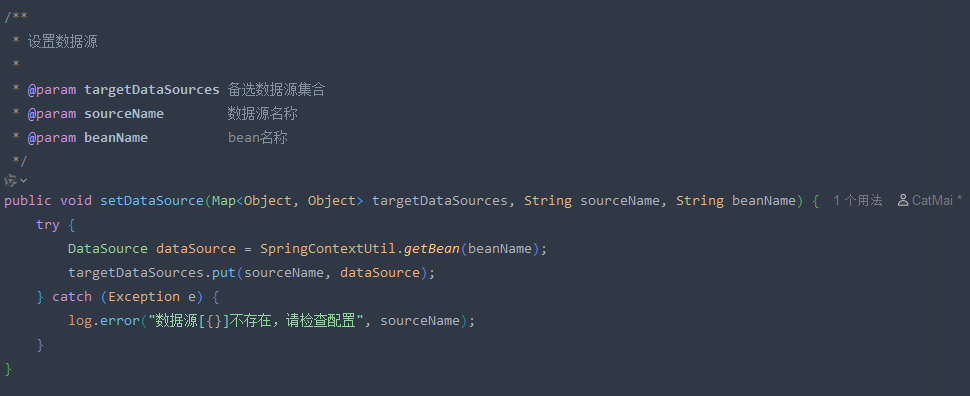 /**
 * 设置数据源
 *
 * @param targetDataSources 备选数据源集合
 * @param sourceName        数据源名称
 * @param beanName          bean名称
 */
public void setDataSource(Map<Object, Object> targetDataSources, String sourceName, String beanName) { 1个用法 CatMai *
    try {
        DataSource dataSource = SpringContextUtil.getBean(beanName);
        targetDataSources.put(sourceName, dataSource);
    } catch (Exception e) {
        log.error("数据源[{}]不存在，请检查配置", sourceName);
    }
}